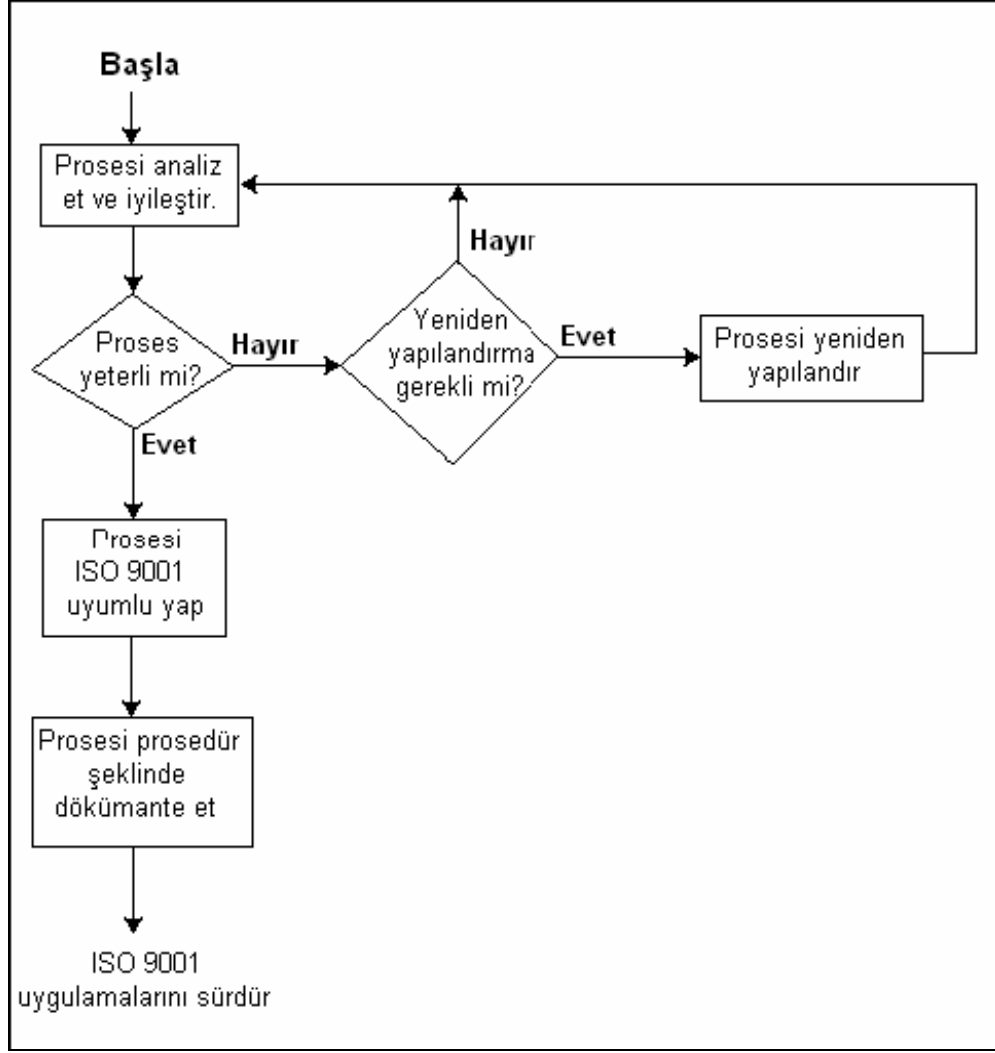 Başla
Prosesi analiz
et ve iyileştir.
Hayır
Proses
yeterli mi?
Hayır
Yeniden
yapılandırma
gerekli mi?
Evet
Prosesi yeniden
yapılandır
Evet
Prosesi
ISO 9001
uyumlu yap
Prosesi prosedür
şeklinde
dökümante et
ISO 9001
uygulamalarını sürdür